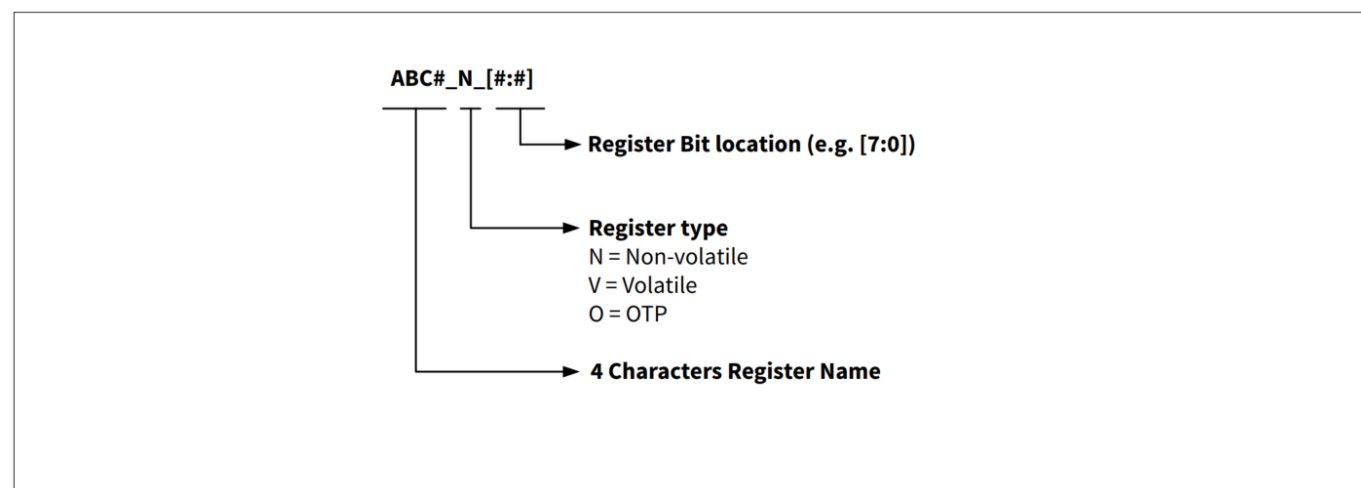 ABC#_N_[#:#]
Register Bit location (e.g. [7:0])
Register type
N = Non-volatile
V = Volatile
O = OTP
4 Characters Register Name